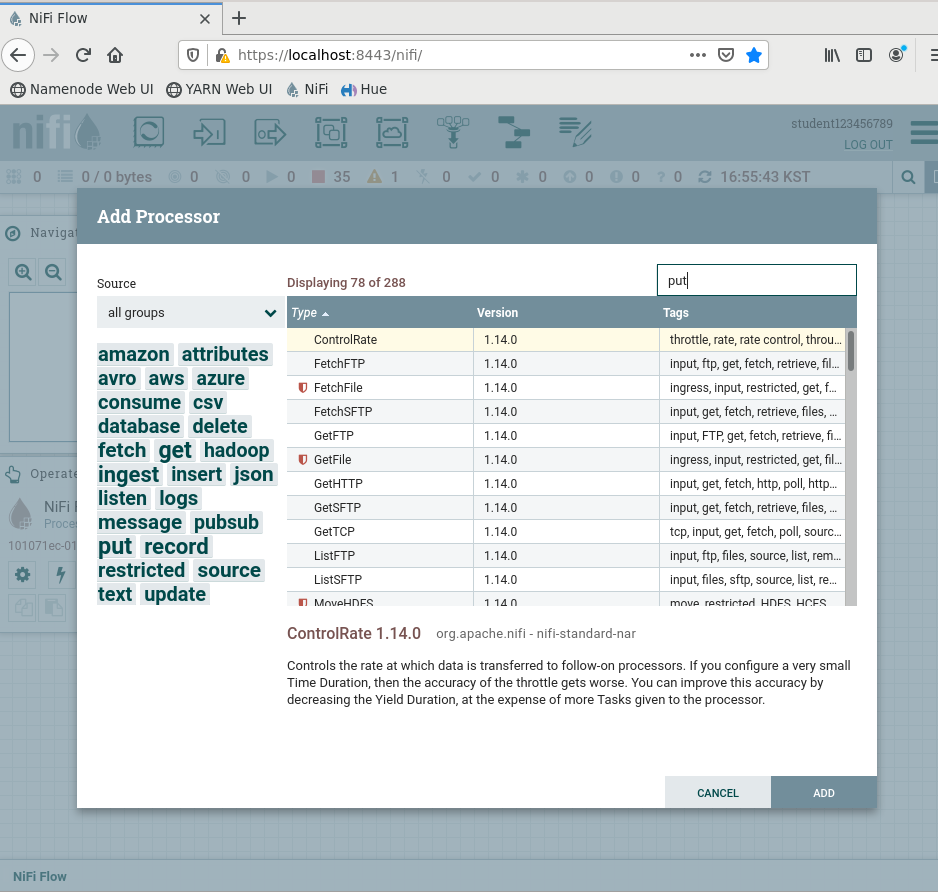 NiFi Flow
https://localhost:8443/nifi/
Namenode Web UI YARN Web UI NiFi Hue
nifi
student123456789
LOG OUT
0 0 / 0 bytes 0 0 0 35 1 0 0 0 0 0 ? 0 16:55:43 KST
Add Processor
Source
all groups
amazon attributes
avro aws azure
consume csv
database delete
fetch get hadoop
ingest insert json
listen logs
message pubsub
put record
restricted source
text update
Displaying 78 of 288
put
Type Version Tags
ControlRate 1.14.0 throttle, rate, rate control, throu...
FetchFTP 1.14.0 input, ftp, get, fetch, retrieve, fil...
FetchFile 1.14.0 ingress, input, restricted, get, f...
FetchSFTP 1.14.0 input, get, fetch, retrieve, files, ...
GetFTP 1.14.0 input, FTP, get, fetch, retrieve, fi...
GetFile 1.14.0 ingress, input, restricted, get, fil...
GetHTTP 1.14.0 input, get, fetch, http, poll, http...
GetSFTP 1.14.0 input, get, fetch, retrieve, files, ...
GetTCP 1.14.0 tcp, input, get, fetch, poll, sourc...
ListFTP 1.14.0 input, ftp, files, source, list, rem...
ListSFTP 1.14.0 input, files, sftp, source, list, re...
MoveHDFS 1.14.0 move, restricted, HDFS, HCFS,
ControlRate 1.14.0 org.apache.nifi - nifi-standard-nar
Controls the rate at which data is transferred to follow-on processors. If you configure a very small
Time Duration, then the accuracy of the throttle gets worse. You can improve this accuracy by
decreasing the Yield Duration, at the expense of more Tasks given to the processor.
CANCEL ADD
Navigat
Operate
NiFi F
Proces
101071ec-01
NiFi Flow